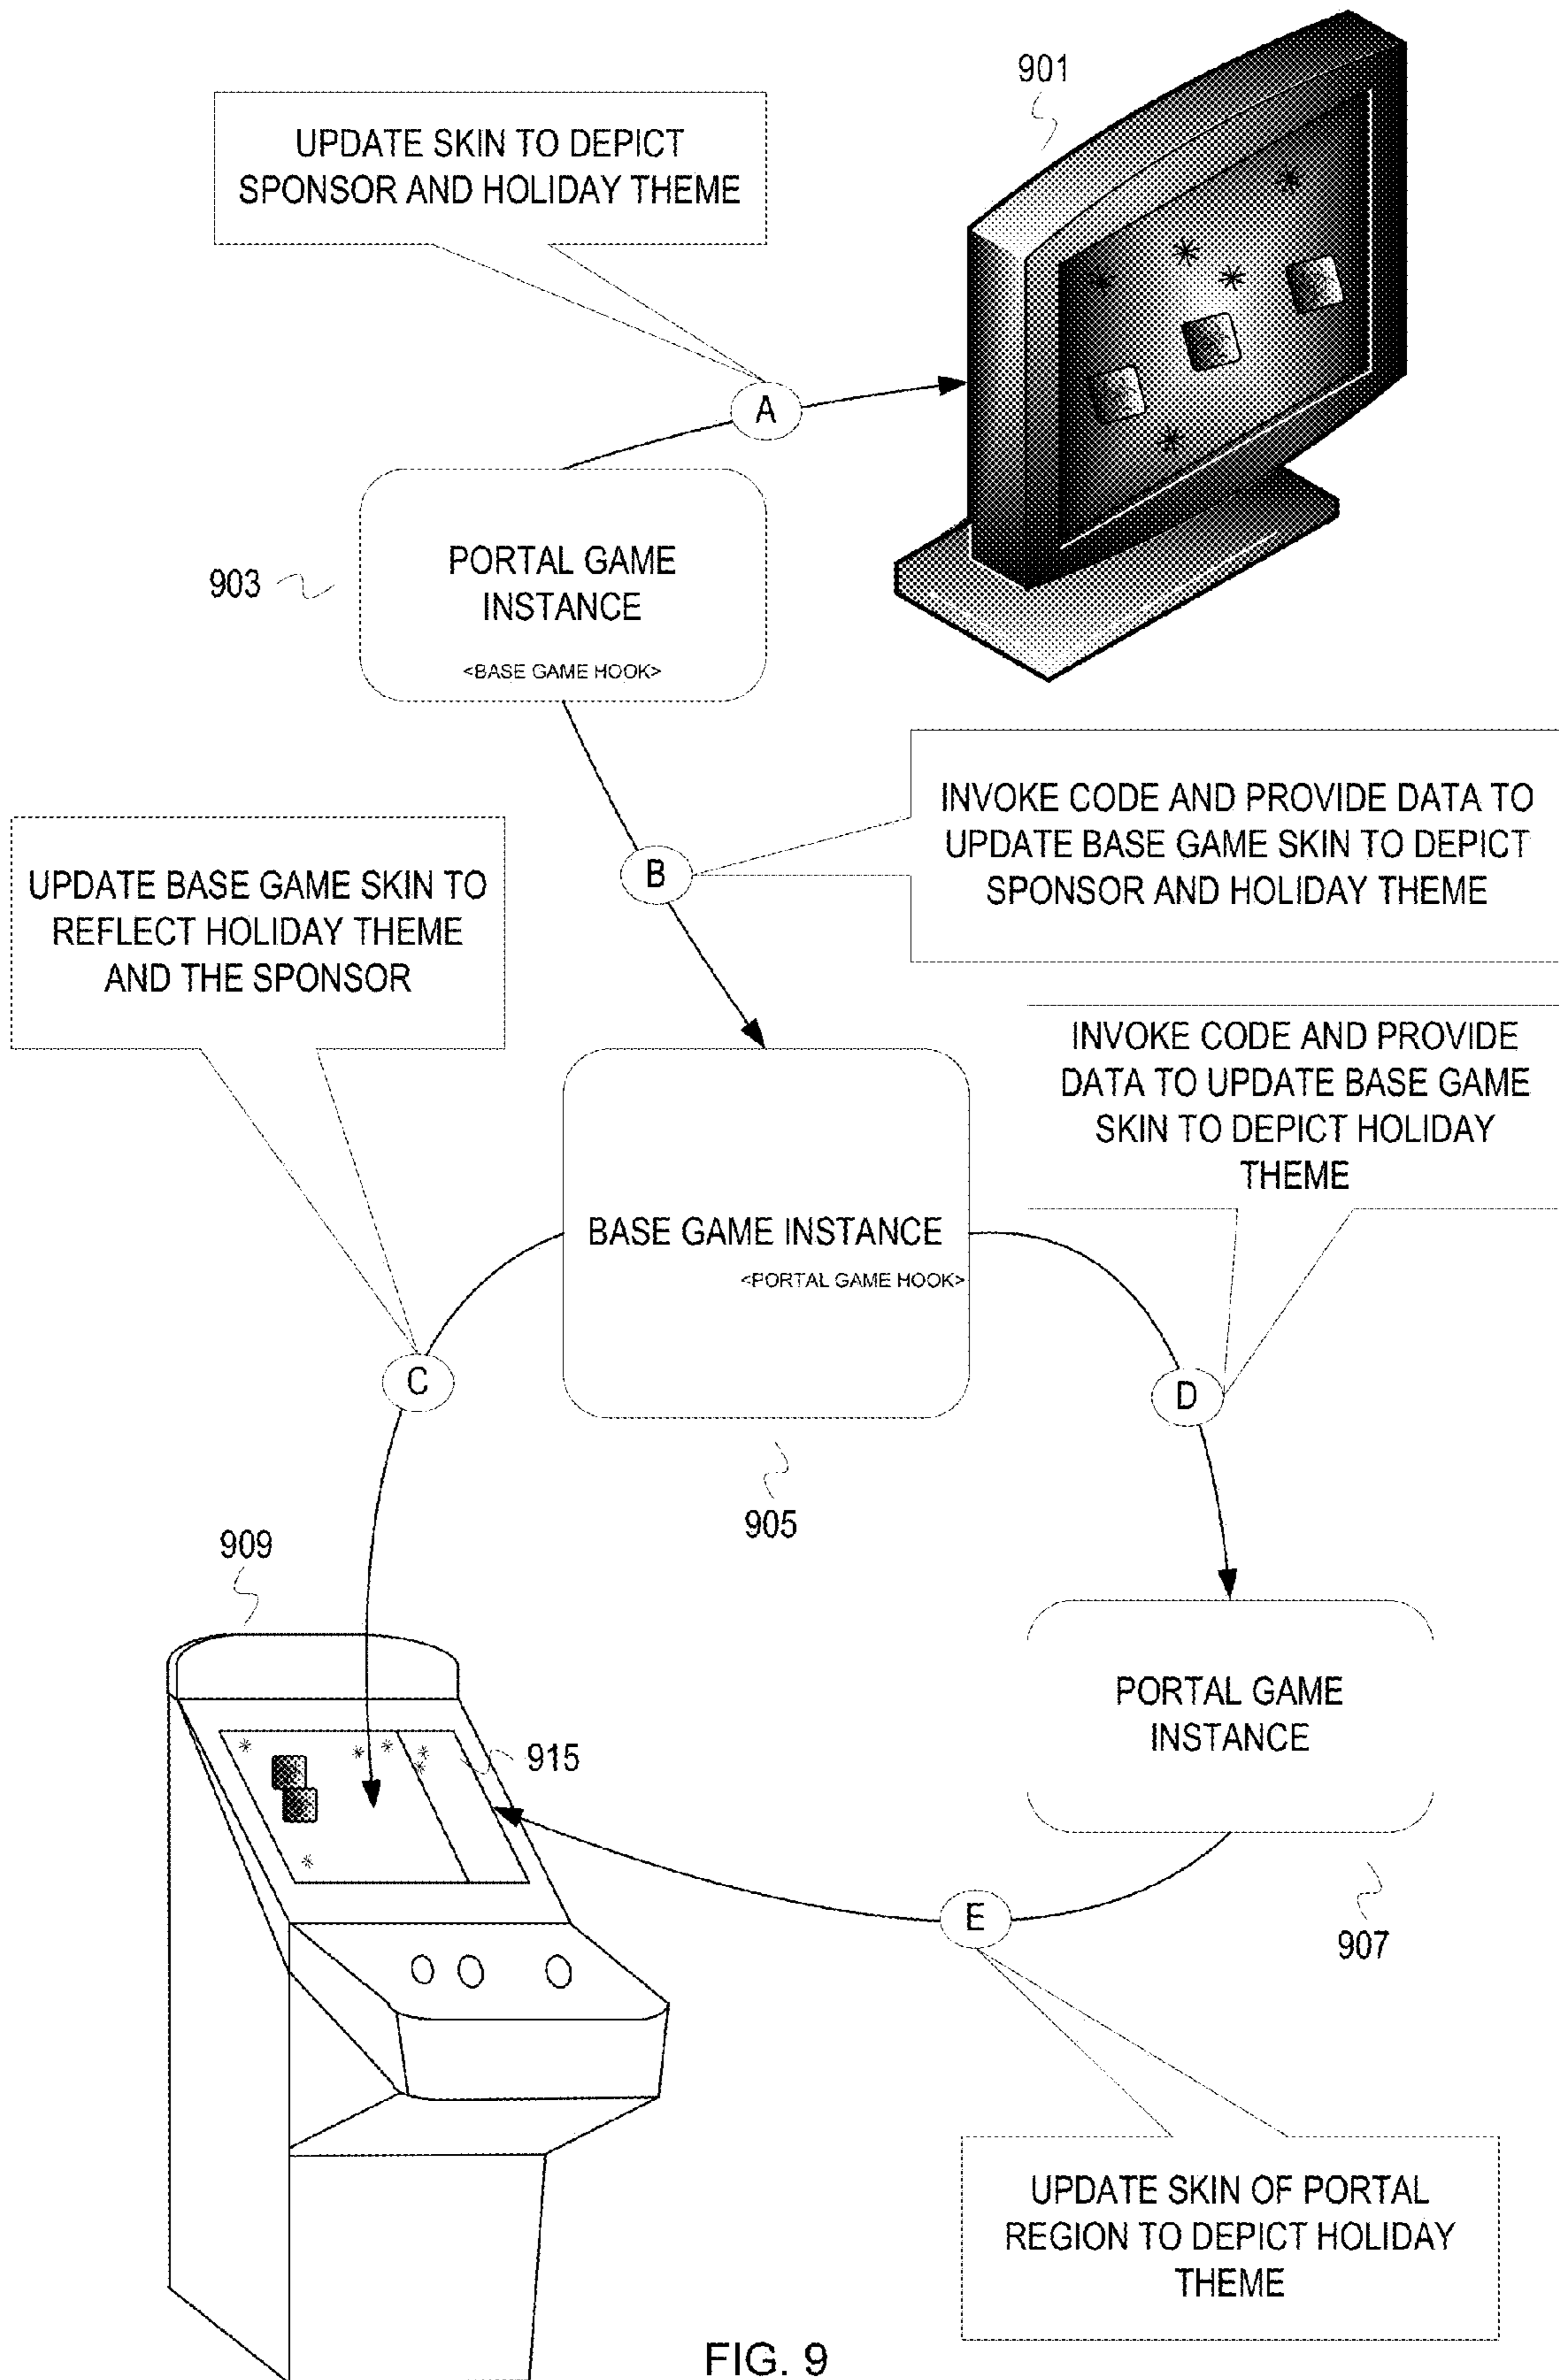 901
UPDATE SKIN TO DEPICT
SPONSOR AND HOLIDAY THEME
A
903
PORTAL GAME
INSTANCE
<BASE GAME HOOK>
INVOKE CODE AND PROVIDE DATA TO
UPDATE BASE GAME SKIN TO DEPICT
SPONSOR AND HOLIDAY THEME
B
UPDATE BASE GAME SKIN TO
REFLECT HOLIDAY THEME
AND THE SPONSOR
INVOKE CODE AND PROVIDE
DATA TO UPDATE BASE GAME
SKIN TO DEPICT HOLIDAY
THEME
BASE GAME INSTANCE
<PORTAL GAME HOOK>
C
D
905
909
PORTAL GAME
INSTANCE
915
E
907
UPDATE SKIN OF PORTAL
REGION TO DEPICT HOLIDAY
THEME
FIG. 9